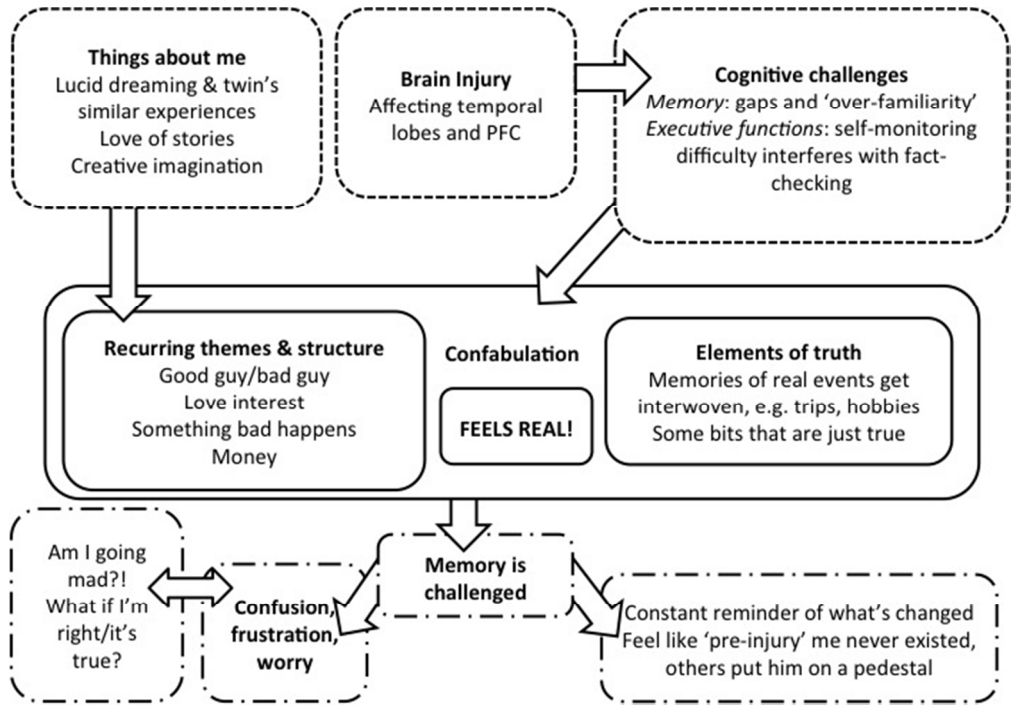 Things about me
Lucid dreaming & twin's
similar experiences
Love of stories
Creative imagination
Brain Injury
Affecting temporal
lobes and PFC
Cognitive challenges
Memory: gaps and 'over-familiarity'
Executive functions: self-monitoring
difficulty interferes with fact-
checking
Recurring themes & structure
Good guy/bad guy
Love interest
Something bad happens
Money
Confabulation
FEELS REAL!
Elements of truth
Memories of real events get
interwoven, e.g. trips, hobbies
Some bits that are just true
Am I going
mad?!
What if I'm
right/it's
true?
Confusion,
frustration,
worry
Memory is
challenged
Constant reminder of what's changed
Feel like 'pre-injury' me never existed,
others put him on a pedestal